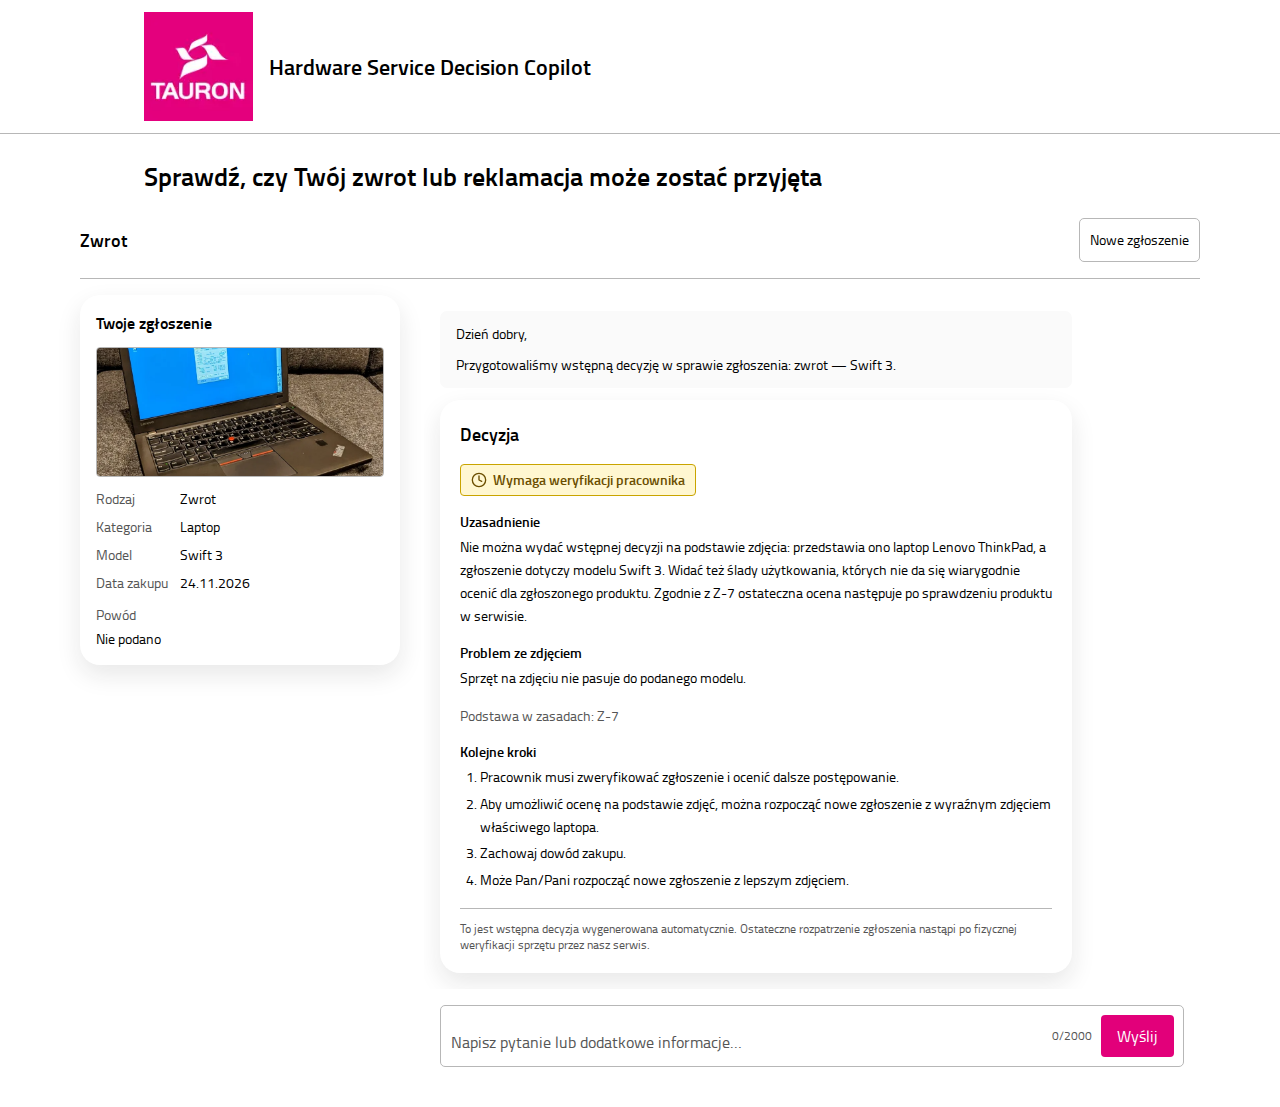 TAURON
Hardware Service Decision Copilot
Sprawdź, czy Twój zwrot lub reklamacja może zostać przyjęta
Zwrot
Nowe zgłoszenie
Twoje zgłoszenie
Rodzaj Zwrot
Kategoria Laptop
Model Swift 3
Data zakupu 24.11.2026
Powód
Nie podano
Dzień dobry,
Przygotowaliśmy wstępną decyzję w sprawie zgłoszenia: zwrot — Swift 3.
Decyzja
Wymaga weryfikacji pracownika
Uzasadnienie
Nie można wydać wstępnej decyzji na podstawie zdjęcia: przedstawia ono laptop Lenovo ThinkPad, a
zgłoszenie dotyczy modelu Swift 3. Widać też ślady użytkowania, których nie da się wiarygodnie
ocenić dla zgłoszonego produktu. Zgodnie z Z-7 ostateczna ocena następuje po sprawdzeniu produktu
w serwisie.
Problem ze zdjęciem
Sprzęt na zdjęciu nie pasuje do podanego modelu.
Podstawa w zasadach: Z-7
Kolejne kroki
1. Pracownik musi zweryfikować zgłoszenie i ocenić dalsze postępowanie.
2. Aby umożliwić ocenę na podstawie zdjęć, można rozpocząć nowe zgłoszenie z wyraźnym zdjęciem
właściwego laptopa.
3. Zachowaj dowód zakupu.
4. Może Pan/Pani rozpocząć nowe zgłoszenie z lepszym zdjęciem.
To jest wstępna decyzja wygenerowana automatycznie. Ostateczne rozpatrzenie zgłoszenia nastąpi po fizycznej
weryfikacji sprzętu przez nasz serwis.
Napisz pytanie lub dodatkowe informacje...
0/2000
Wyślij